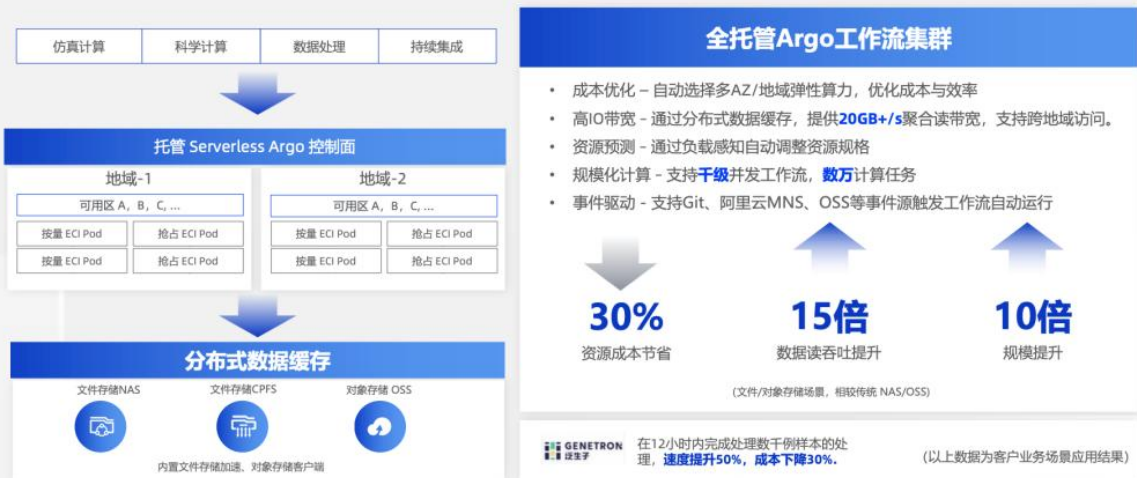 仿真计算
科学计算
数据处理
持续集成
托管 Serverless Argo 控制面
地域-1
可用区 A，B，C, ...
按量 ECI Pod
抢占 ECI Pod
按量 ECI Pod
抢占 ECI Pod
地域-2
可用区 A，B，C, ...
按量 ECI Pod
抢占 ECI Pod
按量 ECI Pod
抢占 ECI Pod
分布式数据缓存
文件存储NAS
文件存储CPFS
对象存储 OSS
内置文件存储加速、对象存储客户端
全托管Argo工作流集群
• 成本优化 – 自动选择多AZ/地域弹性算力，优化成本与效率
• 高IO带宽 – 通过分布式数据缓存，提供20GB+/s聚合读带宽，支持跨地域访问。
• 资源预测 – 通过负载感知自动调整资源规格
• 规模化计算 – 支持千级并发工作流，数万计算任务
• 事件驱动 – 支持Git、阿里云MNS、OSS等事件源触发工作流自动运行
30%
资源成本节省
15倍
数据读吞吐提升
10倍
规模提升
(文件/对象存储场景，相较传统 NAS/OSS)
GENETRON
泛生子
在12小时内完成处理数千例样本的处
理，速度提升50%，成本下降30%.
(以上数据为客户业务场景应用结果)